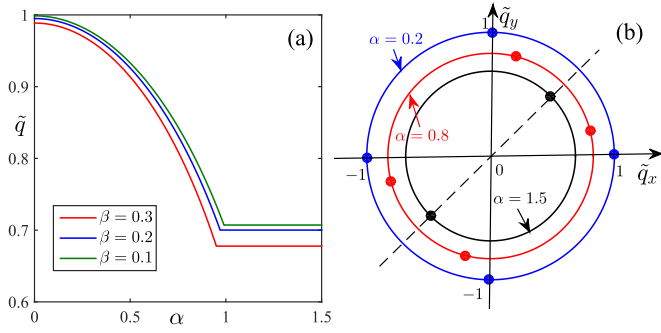 (a)
1
0.9
q̃
0.8
0.7
0.6
β = 0.3
β = 0.2
β = 0.1
0
0.5
α
1
1.5
(b)
1
q̃y
α = 0.2
α = 0.8
−1
0
1
q̃x
α = 1.5
−1